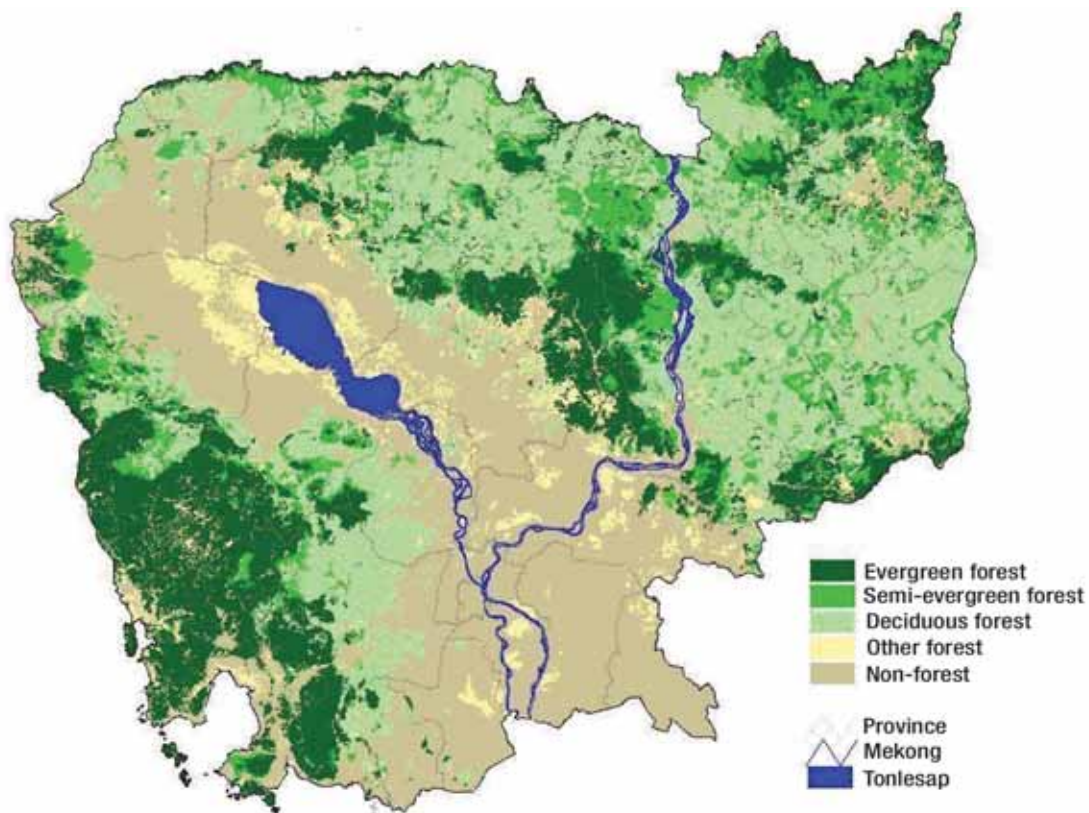 Evergreen forest
Semi-evergreen forest
Deciduous forest
Other forest
Non-forest
Province
Mekong
Tonlesap